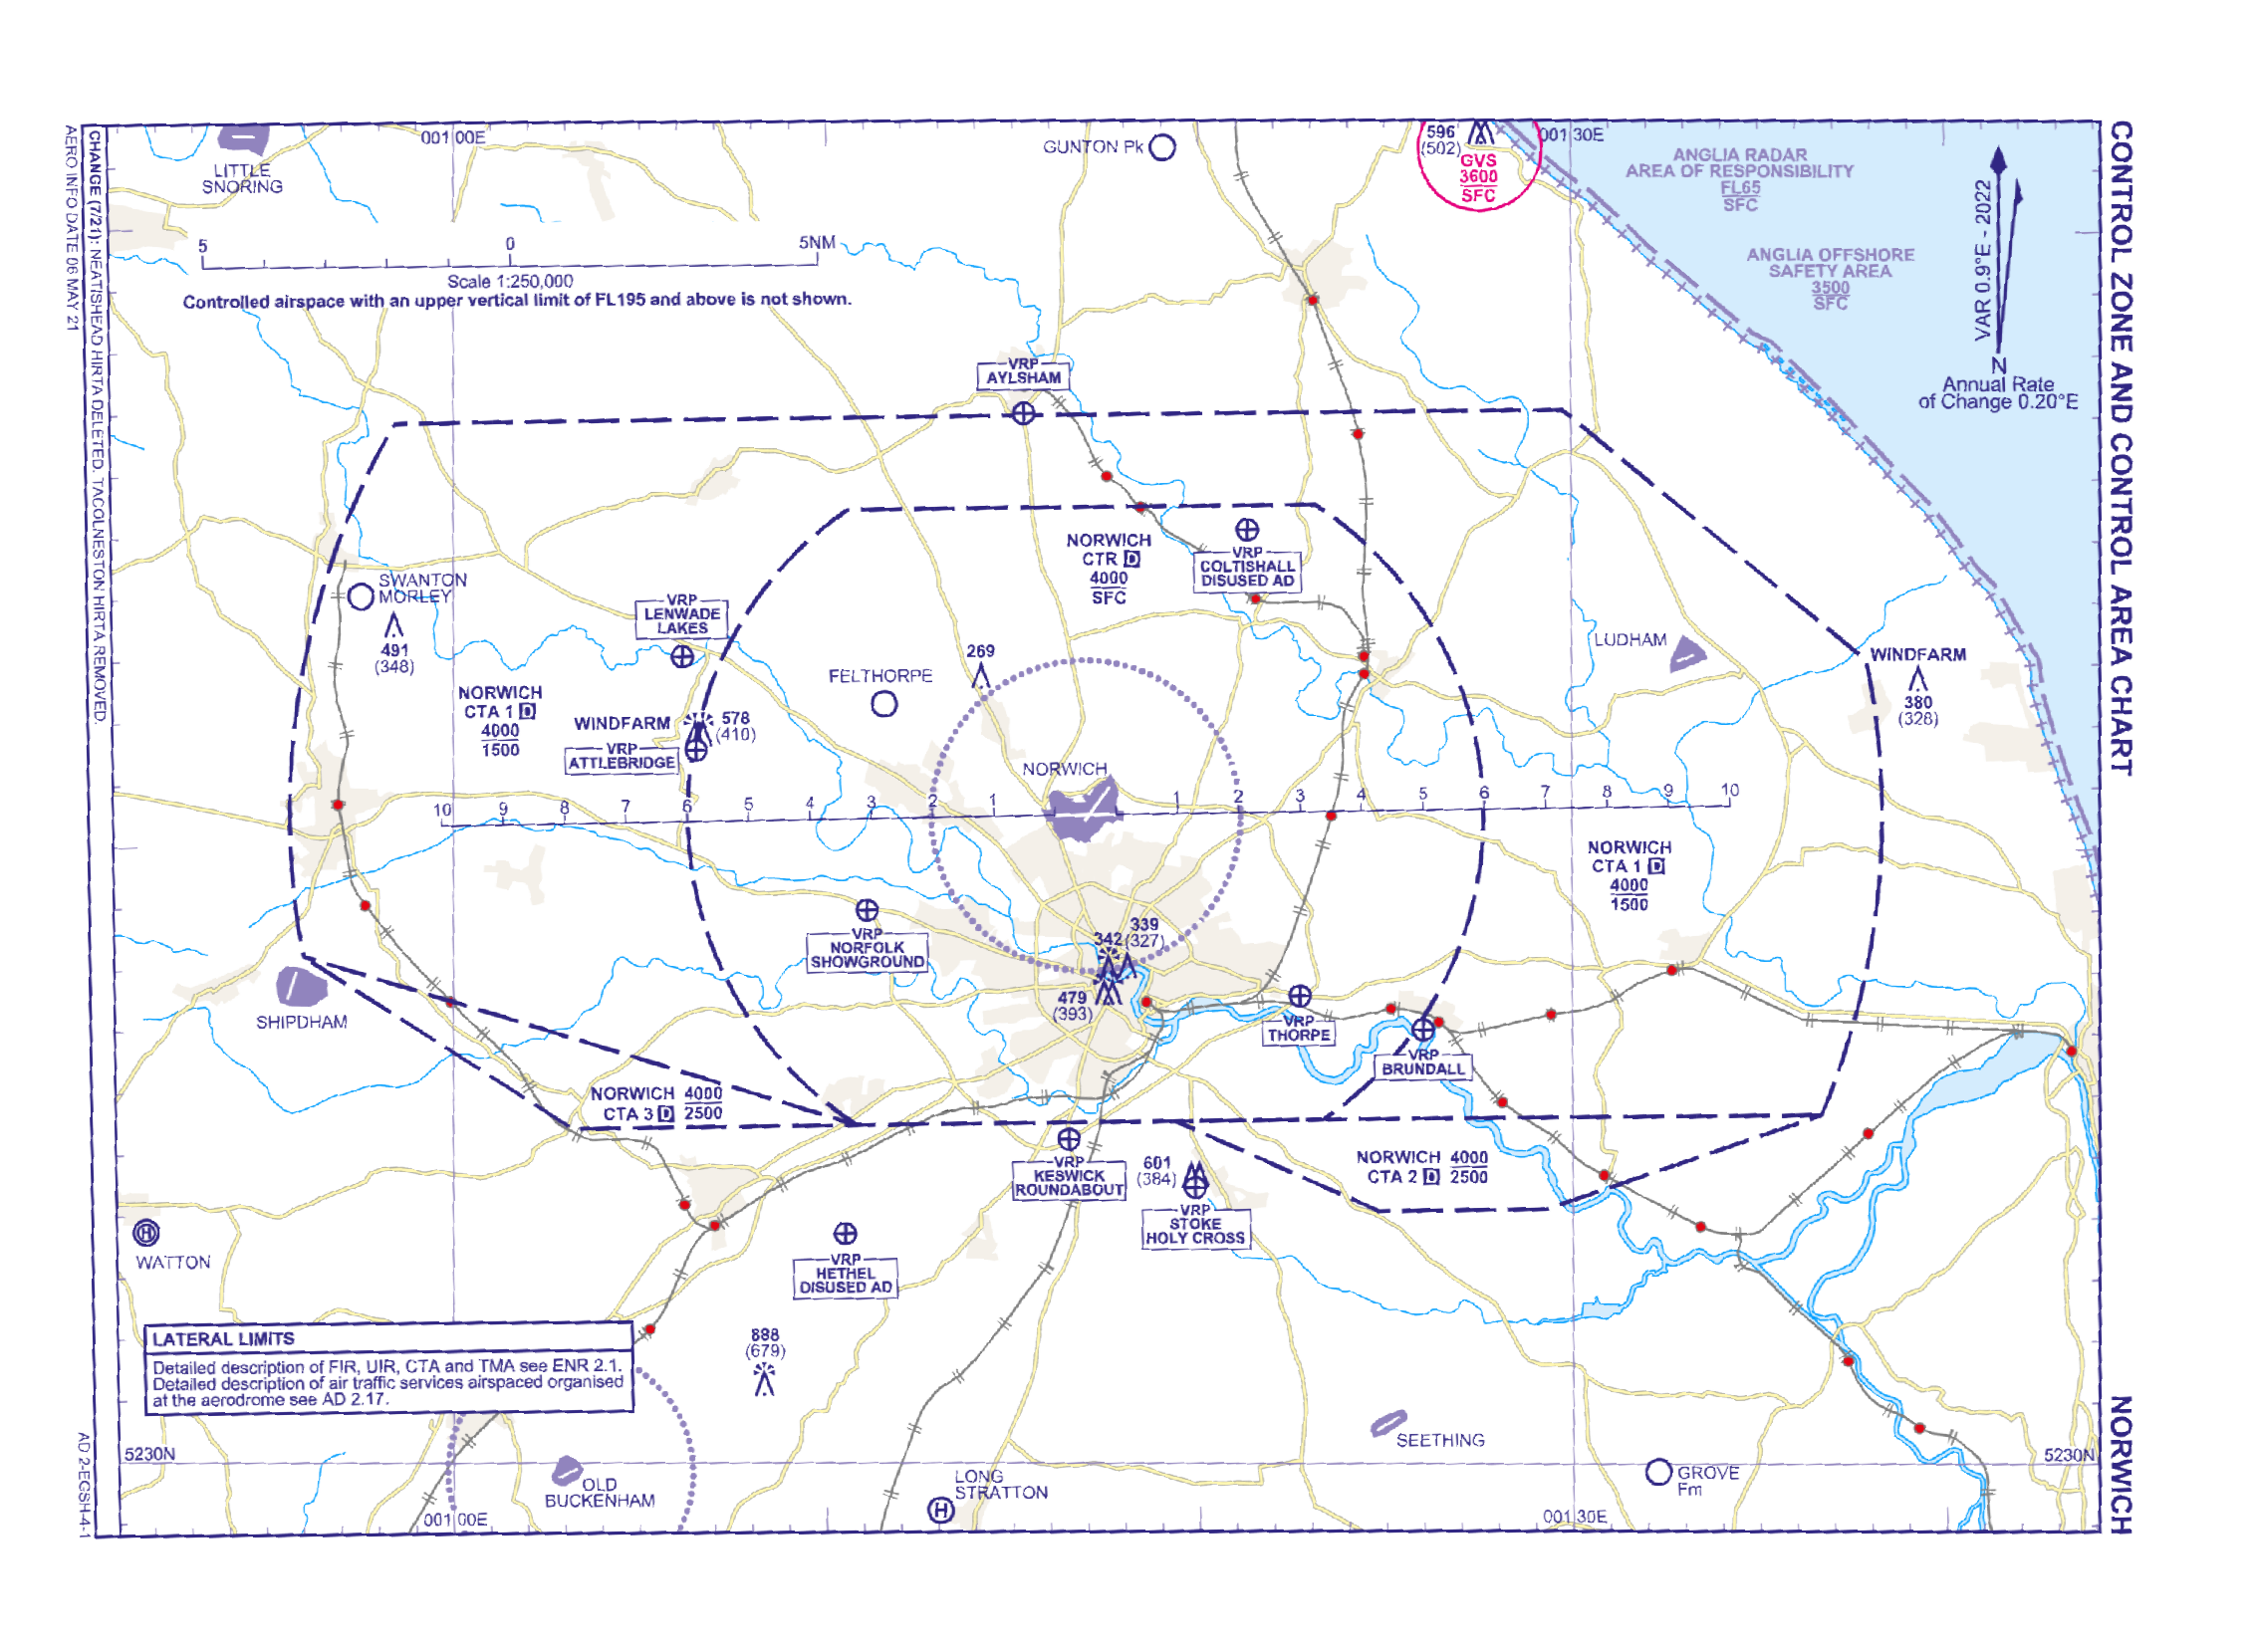 CONTROL ZONE AND CONTROL AREA CHART
NORWICH
CHANGE (7/21): NEATISHEAD HIRTA DELETED. TACOLNESTON HIRTA REMOVED.
AERO INFO DATE 06 MAY 21
AD 2-EGSH-4-1
001 00E
001 30E
LITTLE
SNORING
GUNTON Pk
596
(502)
GVS
3600
SFC
ANGLIA RADAR
AREA OF RESPONSIBILITY
FL65
SFC
ANGLIA OFFSHORE
SAFETY AREA
3500
SFC
VAR 0.9°E - 2022
N
Annual Rate
of Change 0.20°E
5 0 5NM
Scale 1:250,000
Controlled airspace with an upper vertical limit of FL195 and above is not shown.
VRP
AYLSHAM
NORWICH
CTR D
4000
SFC
VRP
COLTISHALL
DISUSED AD
SWANTON
MORLEY
491
(348)
VRP
LENWADE
LAKES
FELTHORPE
269
LUDHAM
WINDFARM
380
(328)
NORWICH
CTA 1 D
4000
1500
WINDFARM
578
(410)
VRP
ATTLEBRIDGE
NORWICH
10 9 8 7 6 5 4 3 2 1 1 2 3 4 5 6 7 8 9 10
NORWICH
CTA 1 D
4000
1500
VRP
NORFOLK
SHOWGROUND
339
(327)
342
479
(393)
SHIPDHAM
VRP
THORPE
VRP
BRUNDALL
NORWICH 4000
CTA 3 D 2500
VRP
KESWICK
ROUNDABOUT
601
(384)
VRP
STOKE
HOLY CROSS
NORWICH 4000
CTA 2 D 2500
H
WATTON
VRP
HETHEL
DISUSED AD
888
(679)
LATERAL LIMITS
Detailed description of FIR, UIR, CTA and TMA see ENR 2.1.
Detailed description of air traffic services airspaced organised
at the aerodrome see AD 2.17.
5230N
OLD
BUCKENHAM
H
LONG
STRATTON
SEETHING
GROVE
Fm
5230N
001 00E
001 30E